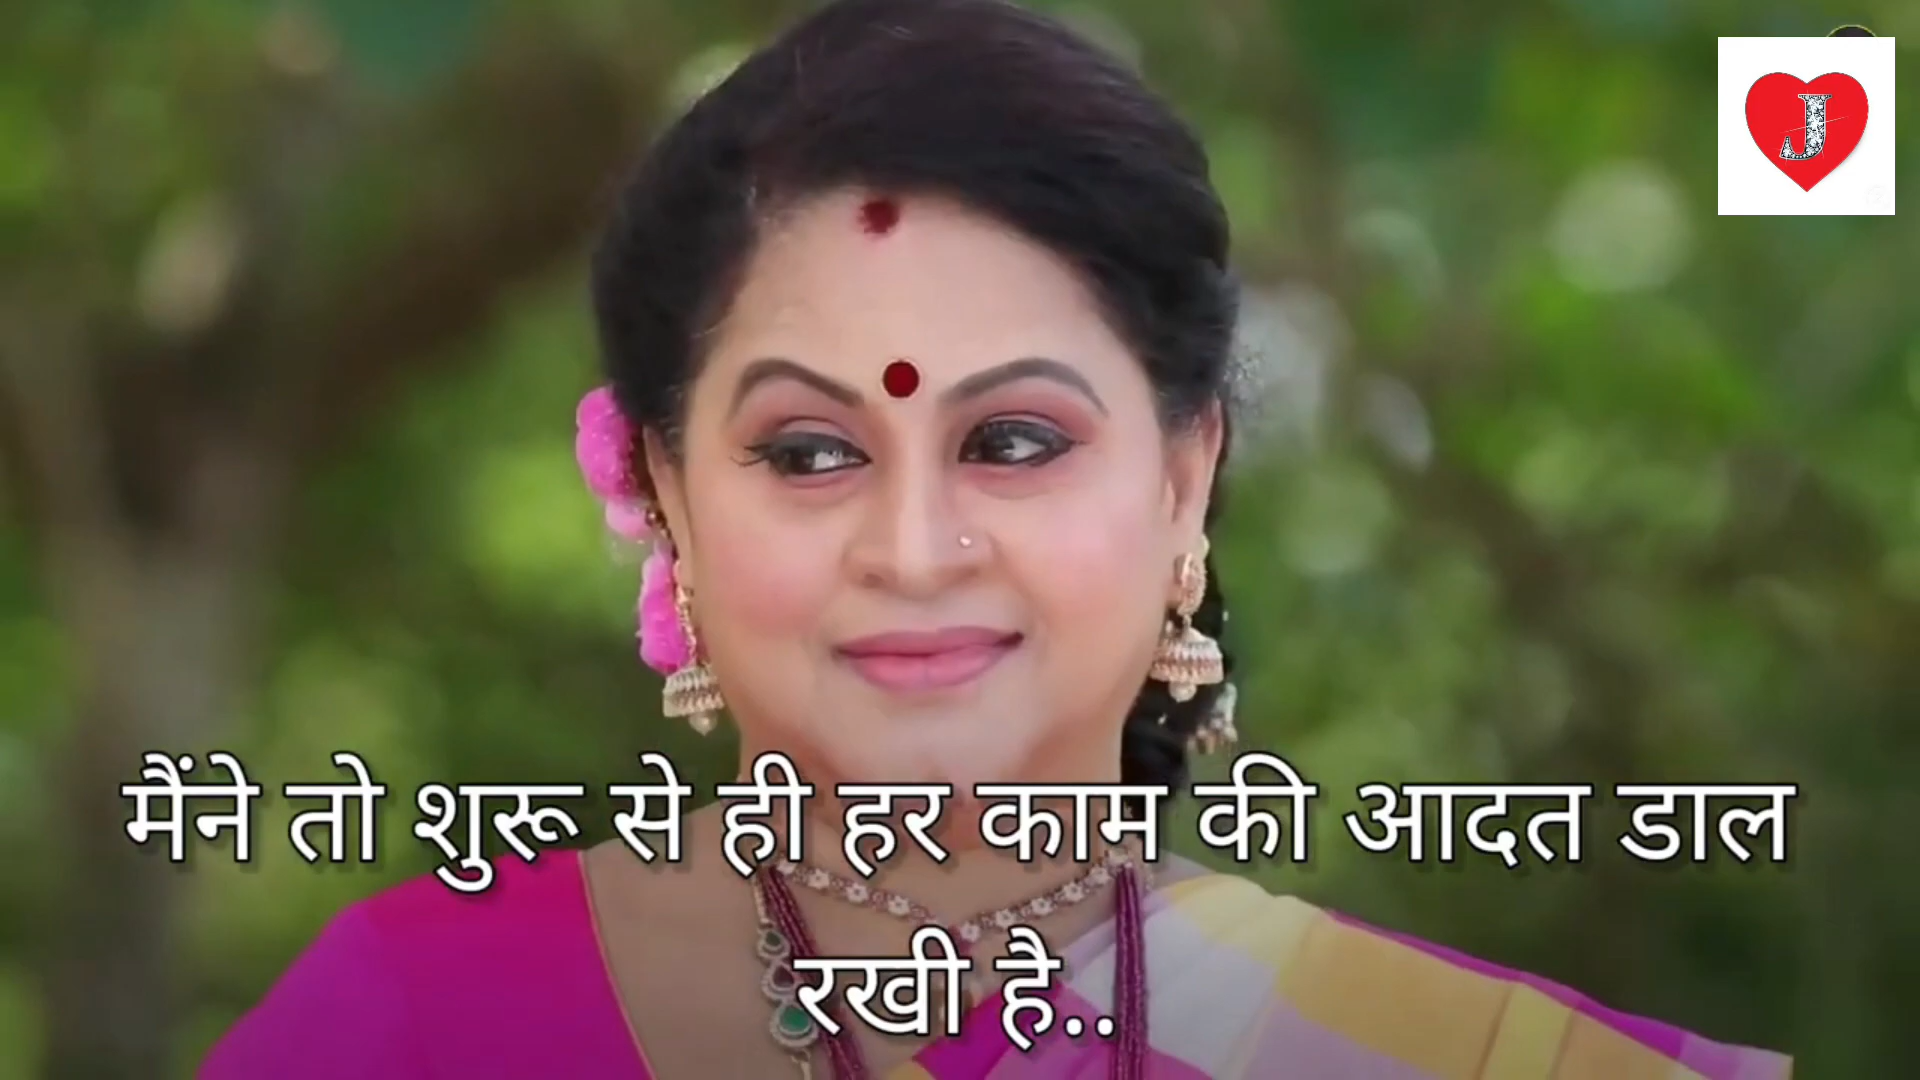 J
मैंने तो शुरू से ही हर काम की आदत डाल
रखी है..